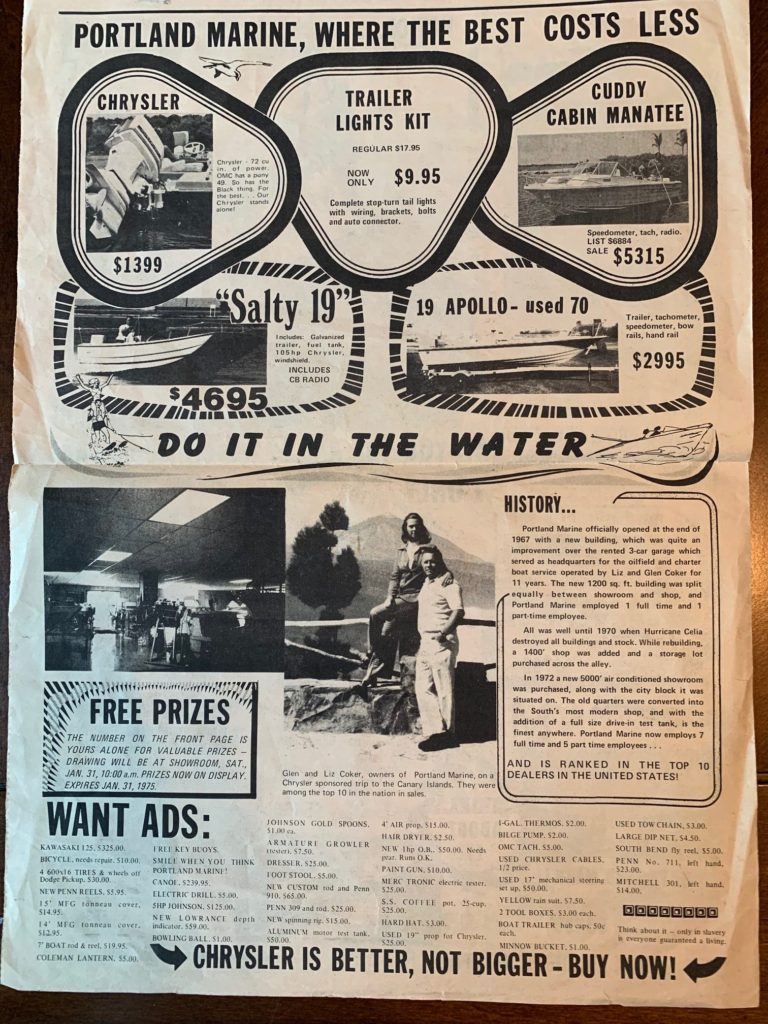 PORTLAND MARINE, WHERE THE BEST COSTS LESS
CHRYSLER
Chrysler - 72 cu
in. of power.
OMC has a puny
49. So has the
Black thing. For
the best. . . Our
Chrysler stands
alone!
$1399
TRAILER
LIGHTS KIT
REGULAR $17.95
NOW
ONLY $9.95
Complete stop-turn tail lights
with wiring, brackets, bolts
and auto connector.
CUDDY
CABIN MANATEE
Speedometer, tach, radio.
LIST $6884
SALE $5315
"Salty 19"
Includes: Galvanized
trailer, fuel tank,
105hp Chrysler,
windshield.
INCLUDES
CB RADIO
$4695
19 APOLLO - used 70
Trailer, tachometer,
speedometer, bow
rails, hand rail
$2995
DO IT IN THE WATER
HISTORY...
Portland Marine officially opened at the end of
1967 with a new building, which was quite an
improvement over the rented 3-car garage which
served as headquarters for the oilfield and charter
boat service operated by Liz and Glen Coker for
11 years. The new 1200 sq. ft. building was split
equally between showroom and shop, and
Portland Marine employed 1 full time and 1
part-time employee.
All was well until 1970 when Hurricane Celia
destroyed all buildings and stock. While rebuilding,
a 1400' shop was added and a storage lot
purchased across the alley.
In 1972 a new 5000' air conditioned showroom
was purchased, along with the city block it was
situated on. The old quarters were converted into
the South's most modern shop, and with the
addition of a full size drive-in test tank, is the
finest anywhere. Portland Marine now employs 7
full time and 5 part time employees . . .
AND IS RANKED IN THE TOP 10
DEALERS IN THE UNITED STATES!
FREE PRIZES
THE NUMBER ON THE FRONT PAGE IS
YOURS ALONE FOR VALUABLE PRIZES -
DRAWING WILL BE AT SHOWROOM, SAT.,
JAN. 31, 10:00 a.m. PRIZES NOW ON DISPLAY.
EXPIRES JAN. 31, 1975.
Glen and Liz Coker, owners of Portland Marine, on a
Chrysler sponsored trip to the Canary Islands. They were
among the top 10 in the nation in sales.
WANT ADS:
KAWASAKI 125, $325.00.
BICYCLE, needs repair, $10.00.
4 600x16 TIRES & wheels off
Dodge Pickup, $30.00.
NEW PENN REELS, $5.95.
15' MFG tonneau cover,
$14.95.
14' MFG tonneau cover,
$12.95.
7' BOAT rod & reel, $19.95.
COLEMAN LANTERN, $5.00.
FREE KEY BUOYS.
SMILE WHEN YOU THINK
PORTLAND MARINE!
CANOE, $239.95.
ELECTRIC DRILL, $5.00.
5HP JOHNSON, $125.00.
NEW LOWRANCE depth
indicator, $59.00.
BOWLING BALL, $1.00.
JOHNSON GOLD SPOONS,
$1.00 ea.
ARMATURE GROWLER
(tester), $7.50.
DRESSER, $25.00.
FOOT STOOL, $5.00.
NEW CUSTOM rod and Penn
910, $65.00.
PENN 309 and rod, $25.00.
NEW spinning rig, $15.00.
ALUMINUM motor test tank,
$50.00.
4' AIR prop, $15.00.
HAIR DRYER, $2.50.
NEW 1hp O.B., $50.00. Needs
gear. Runs O.K.
PAINT GUN, $10.00.
MERC TRONIC electric tester,
$25.00.
S.S. COFFEE pot, 25-cup,
$25.00.
HARD HAT, $3.00.
USED 19" prop for Chrysler,
$25.00
1-GAL. THERMOS, $2.00.
BILGE PUMP, $2.00.
OMC TACH, $5.00.
USED CHRYSLER CABLES,
1/2 price.
USED 17' mechanical steering
set up, $50.00.
YELLOW rain suit, $7.50.
2 TOOL BOXES, $3.00 each.
BOAT TRAILER hub caps, 50c
each.
MINNOW BUCKET, $1.00.
USED TOW CHAIN, $3.00.
LARGE DIP NET, $4.50.
SOUTH BEND fly reel, $5.00.
PENN No. 711, left hand,
$23.00.
MITCHELL 301, left hand,
$14.00.
Think about it - only in slavery
is everyone guaranteed a living.
CHRYSLER IS BETTER, NOT BIGGER - BUY NOW!